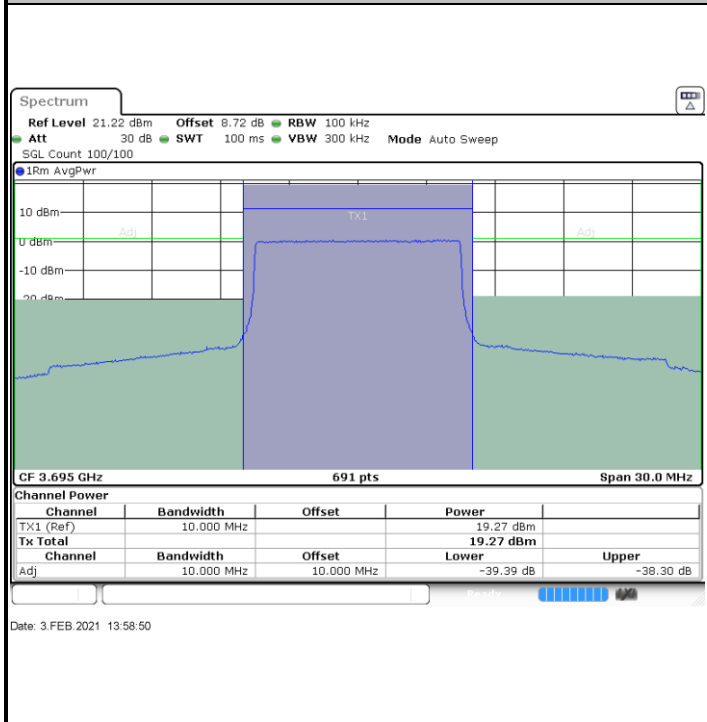 Spectrum
Ref Level 21.22 dBm Offset 8.72 dB RBW 100 kHz
Att 30 dB SWT 100 ms VBW 300 kHz Mode Auto Sweep
SGL Count 100/100
1Rm AvgPwr
10 dBm
TX1
Adj Adj
0 dBm
-10 dBm
-20 dBm
CF 3.695 GHz 691 pts Span 30.0 MHz
Channel Power
Channel Bandwidth Offset Power
TX1 (Ref) 10.000 MHz 19.27 dBm
Tx Total 19.27 dBm
Channel Bandwidth Offset Lower Upper
Adj 10.000 MHz 10.000 MHz -39.39 dB -38.30 dB
Ready
Date: 3.FEB.2021 13:58:50